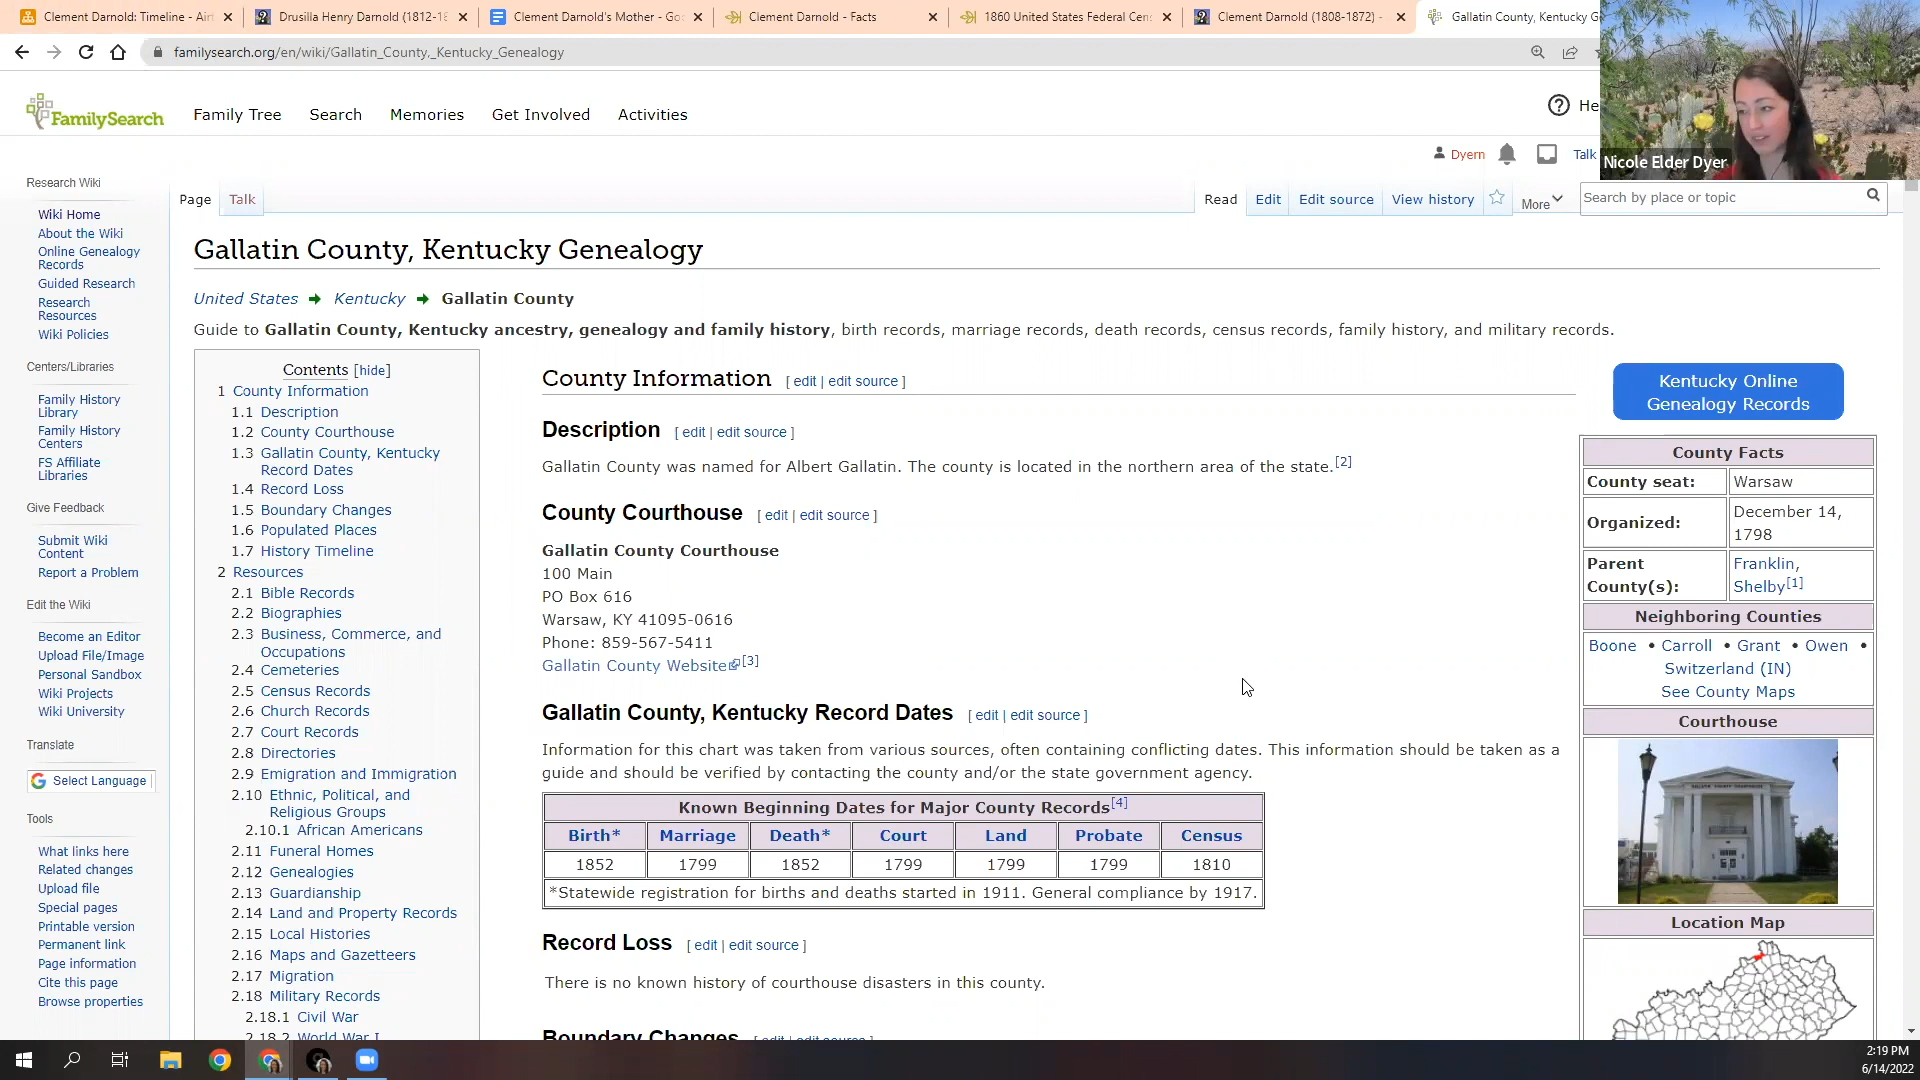 Clement Darnold: Timeline - Air
Drusilla Henry Darnold (1812-18
Clement Darnold's Mother - Goo
Clement Darnold - Facts
1860 United States Federal Cens
Clement Darnold (1808-1872) -
Gallatin County, Kentucky G
familysearch.org/en/wiki/Gallatin_County,_Kentucky_Genealogy
FamilySearch
Family Tree
Search
Memories
Get Involved
Activities
He
Dyern
Talk
Nicole Elder Dyer
Page
Talk
Read
Edit
Edit source
View history
More
Search by place or topic
Research Wiki
Wiki Home
About the Wiki
Online Genealogy
Records
Guided Research
Research
Resources
Wiki Policies
Centers/Libraries
Family History
Library
Family History
Centers
FS Affiliate
Libraries
Give Feedback
Submit Wiki
Content
Report a Problem
Edit the Wiki
Become an Editor
Upload File/Image
Personal Sandbox
Wiki Projects
Wiki University
Translate
Select Language
Tools
What links here
Related changes
Upload file
Special pages
Printable version
Permanent link
Page information
Cite this page
Browse properties
Gallatin County, Kentucky Genealogy
United States → Kentucky → Gallatin County
Guide to Gallatin County, Kentucky ancestry, genealogy and family history, birth records, marriage records, death records, census records, family history, and military records.
Contents [hide]
1 County Information
1.1 Description
1.2 County Courthouse
1.3 Gallatin County, Kentucky
Record Dates
1.4 Record Loss
1.5 Boundary Changes
1.6 Populated Places
1.7 History Timeline
2 Resources
2.1 Bible Records
2.2 Biographies
2.3 Business, Commerce, and
Occupations
2.4 Cemeteries
2.5 Census Records
2.6 Church Records
2.7 Court Records
2.8 Directories
2.9 Emigration and Immigration
2.10 Ethnic, Political, and
Religious Groups
2.10.1 African Americans
2.11 Funeral Homes
2.12 Genealogies
2.13 Guardianship
2.14 Land and Property Records
2.15 Local Histories
2.16 Maps and Gazetteers
2.17 Migration
2.18 Military Records
2.18.1 Civil War
2.18.2 World War I
County Information [ edit | edit source ]
Description [ edit | edit source ]
Gallatin County was named for Albert Gallatin. The county is located in the northern area of the state.[2]
County Courthouse [ edit | edit source ]
Gallatin County Courthouse
100 Main
PO Box 616
Warsaw, KY 41095-0616
Phone: 859-567-5411
Gallatin County Website[3]
Gallatin County, Kentucky Record Dates [ edit | edit source ]
Information for this chart was taken from various sources, often containing conflicting dates. This information should be taken as a
guide and should be verified by contacting the county and/or the state government agency.
Known Beginning Dates for Major County Records[4]
Birth* Marriage Death* Court Land Probate Census
1852 1799 1852 1799 1799 1799 1810
*Statewide registration for births and deaths started in 1911. General compliance by 1917.
Record Loss [ edit | edit source ]
There is no known history of courthouse disasters in this county.
Boundary Changes [ edit | edit source ]
Kentucky Online
Genealogy Records
County Facts
County seat: Warsaw
Organized: December 14,
1798
Parent
County(s): Franklin,
Shelby[1]
Neighboring Counties
Boone • Carroll • Grant • Owen •
Switzerland (IN)
See County Maps
Courthouse
Location Map
2:19 PM
6/14/2022